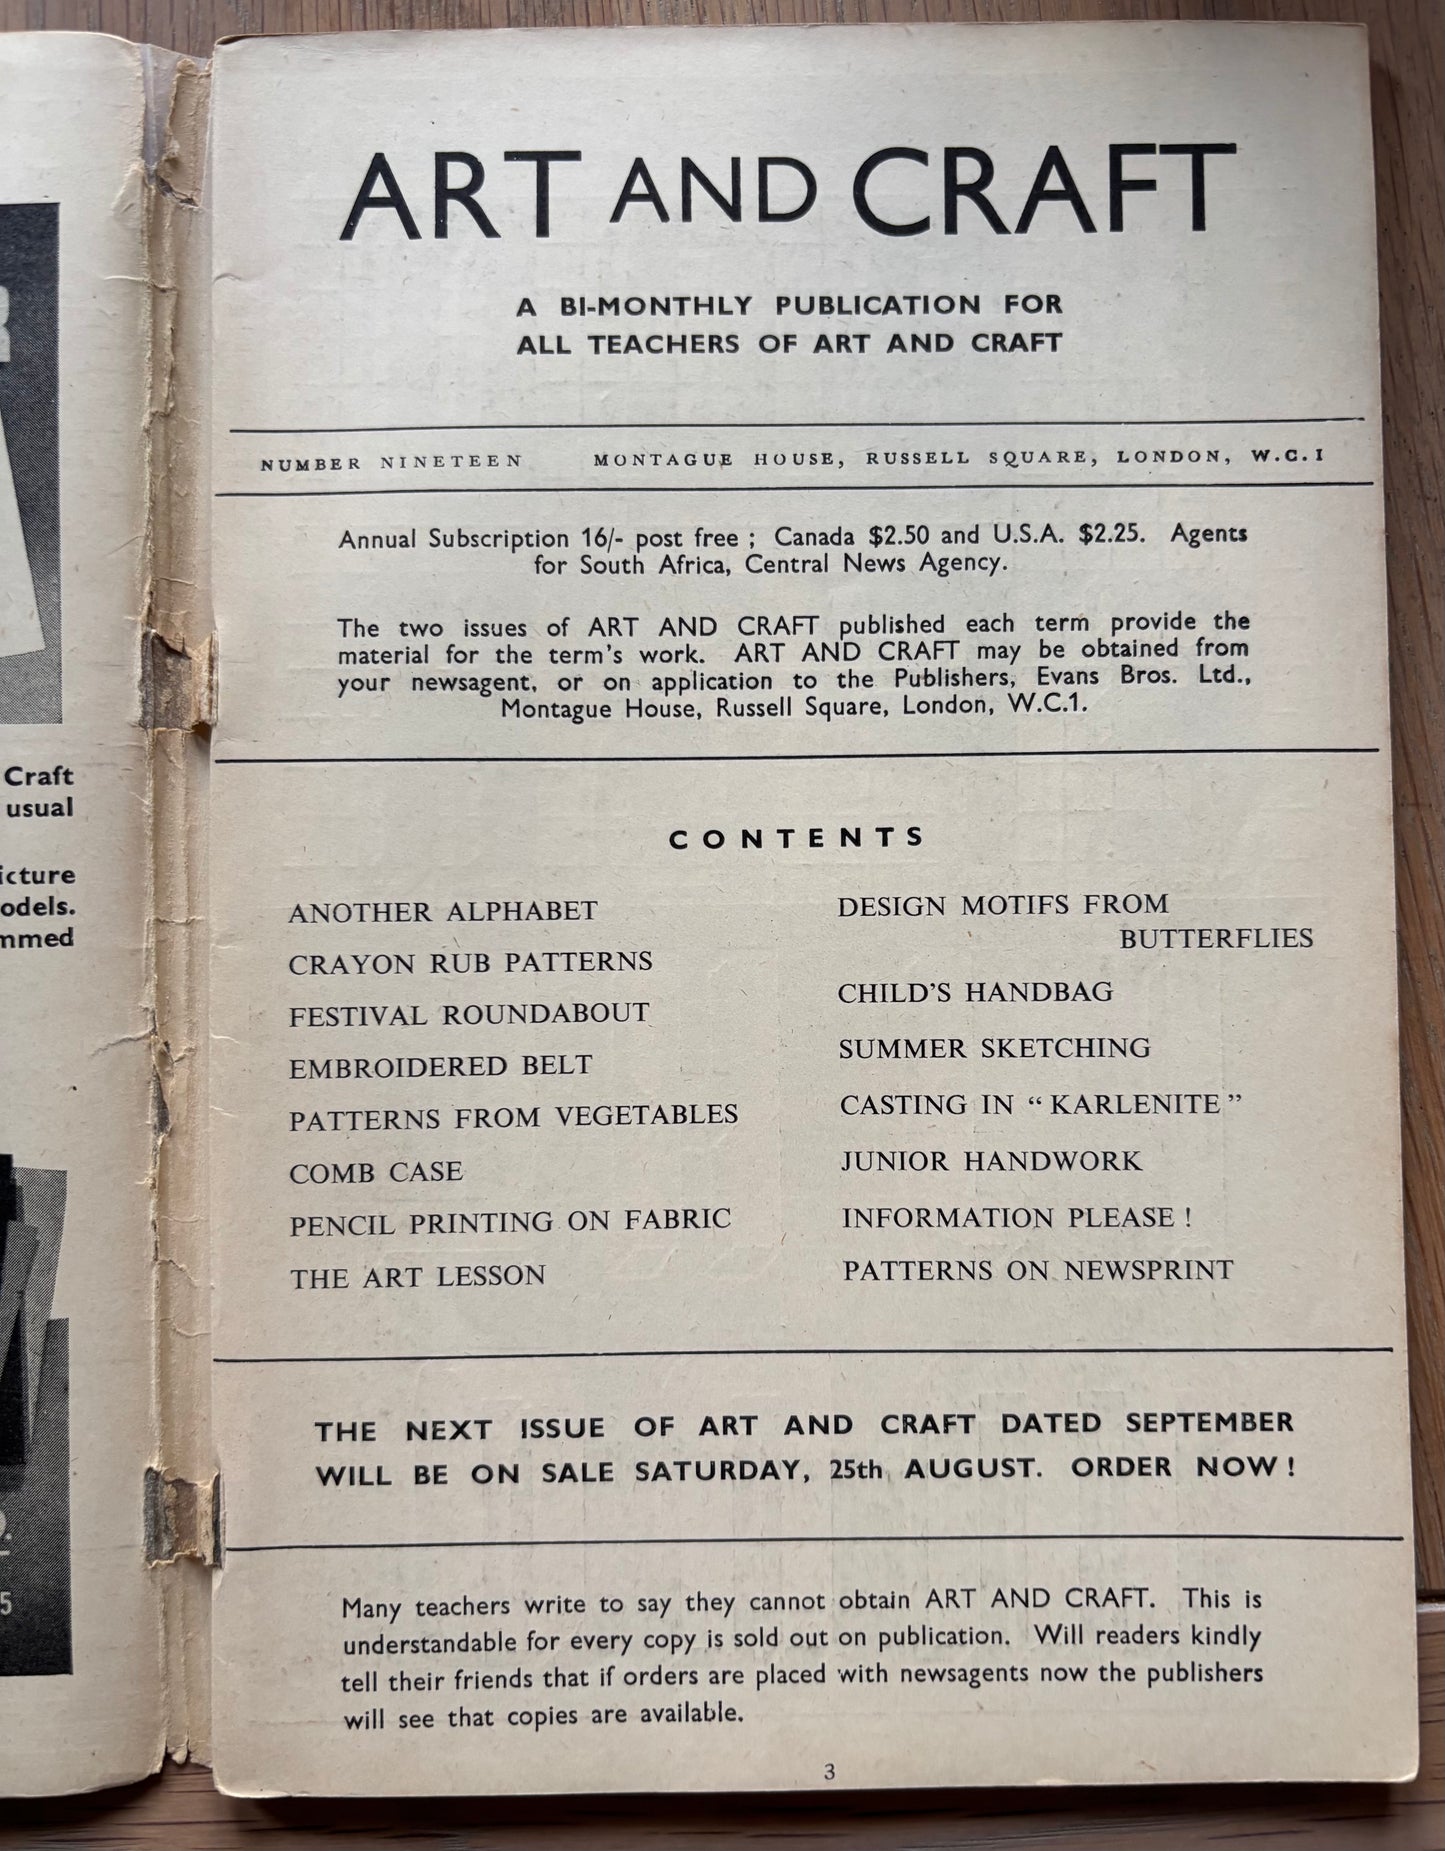 Craft
usual
odels.
ART AND CRAFT
A BI-MONTHLY PUBLICATION FOR
ALL TEACHERS OF ART AND CRAFT
NUMBER NINETEEN MONTAGUE HOUSE, RUSSELL SQUARE, LONDON, W.C.I
Annual Subscription 16/- post free ; Canada $2.50 and U.S.A. $2.25. Agents
for South Africa, Central News Agency.
The two issues of ART AND CRAFT published each term provide the
material for the term's work. ART AND CRAFT may be obtained from
your newsagent, or on application to the Publishers, Evans Bros. Ltd.,
Montague House, Russell Square, London, W.C.1.
CONTENTS
ANOTHER ALPHABET
CRAYON RUB PATTERNS
FESTIVAL ROUNDABOUT
EMBROIDERED BELT
PATTERNS FROM VEGETABLES
COMB CASE
PENCIL PRINTING ON FABRIC
THE ART LESSON
DESIGN MOTIFS FROM
BUTTERFLIES
CHILD'S HANDBAG
SUMMER SKETCHING
CASTING IN “ KARLENITE ”
JUNIOR HANDWORK
INFORMATION PLEASE !
PATTERNS ON NEWSPRINT
THE NEXT ISSUE OF ART AND CRAFT DATED SEPTEMBER
WILL BE ON SALE SATURDAY, 25th AUGUST. ORDER NOW !
Many teachers write to say they cannot obtain ART AND CRAFT. This is
understandable for every copy is sold out on publication. Will readers kindly
tell their friends that if orders are placed with newsagents now the publishers
will see that copies are available.
3